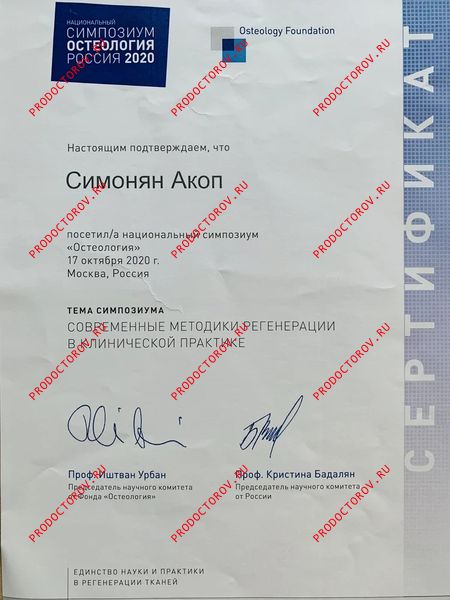 НАЦИОНАЛЬНЫЙ
СИМПОЗИУМ
ОСТЕОЛОГИЯ
РОССИЯ 2020
Osteology Foundation
СЕРТИФИКАТ
Настоящим подтверждаем, что
Симонян Акоп
посетил/а национальный симпозиум
«Остеология»
17 октября 2020 г.
Москва, Россия
ТЕМА СИМПОЗИУМА
СОВРЕМЕННЫЕ МЕТОДИКИ РЕГЕНЕРАЦИИ
В КЛИНИЧЕСКОЙ ПРАКТИКЕ
Проф. Иштван Урбан
Председатель научного комитета
Фонда «Остеология»
Проф. Кристина Бадалян
Председатель научного комитета
от России
ЕДИНСТВО НАУКИ И ПРАКТИКИ
В РЕГЕНЕРАЦИИ ТКАНЕЙ
PRODOCTOROV.RU